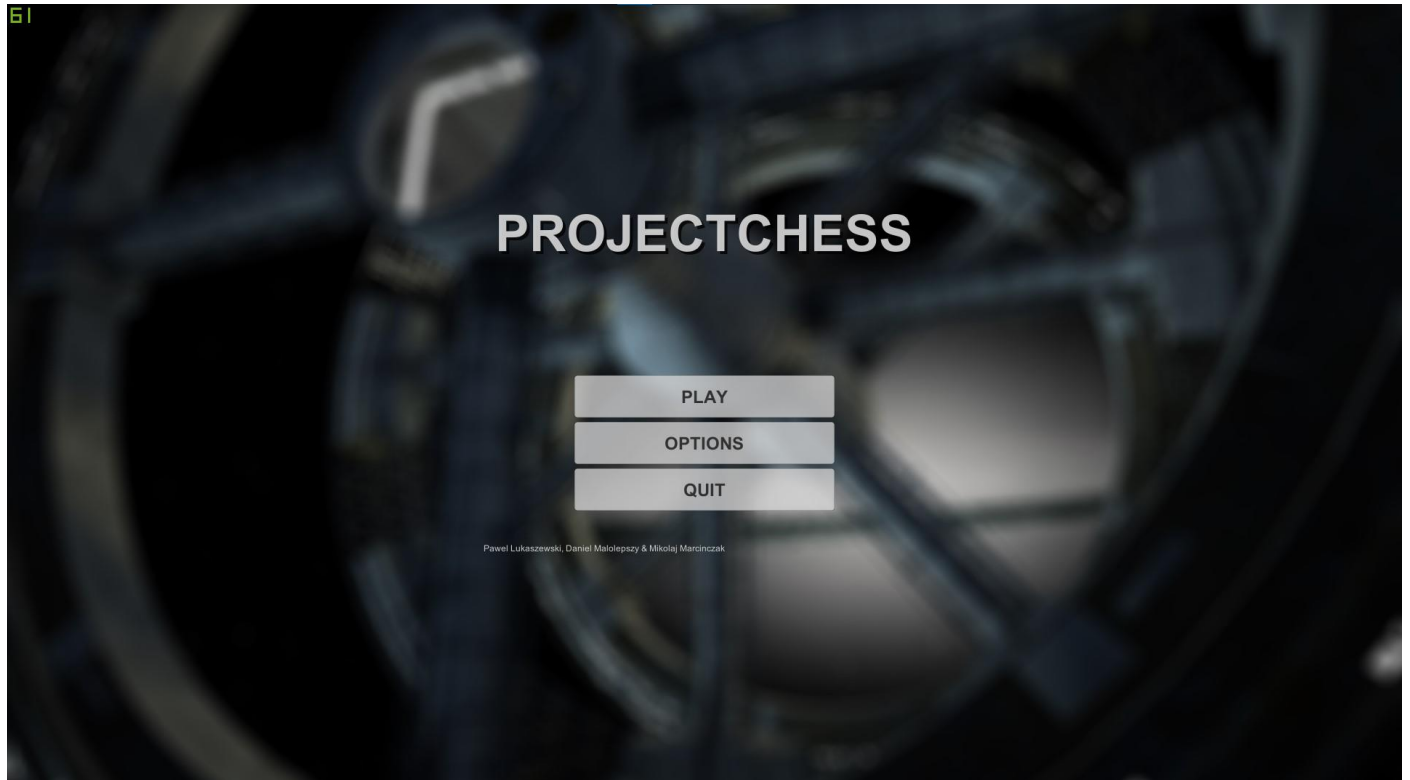 61
PROJECTCHESS
PLAY
OPTIONS
QUIT
Pawel Lukaszewski, Daniel Malolepszy & Mikolaj Marcinczak